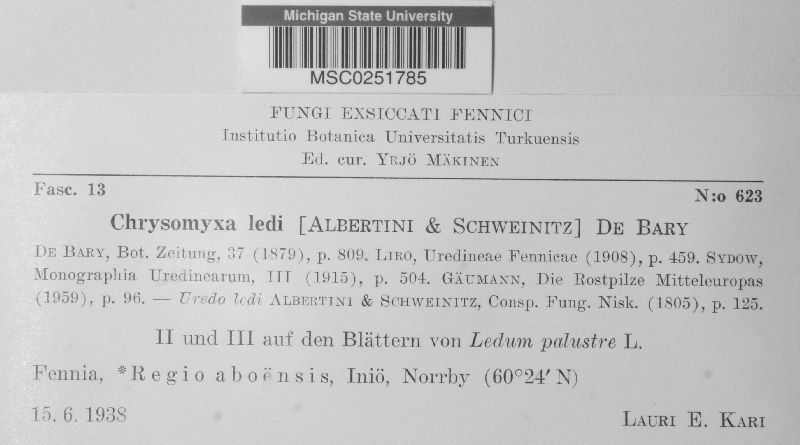 Michigan State University
MSC0251785
FUNGI EXSICCATI FENNICI
Institutio Botanica Universitatis Turkuensis
Ed. cur. YRJÖ MÄKINEN
Fasc. 13
N:o 623
Chrysomyxa ledi [ALBERTINI & SCHWEINITZ] DE BARY
DE BARY, Bot. Zeitung, 37 (1879), p. 809. LIRO, Uredineae Fennicae (1908), p. 459. SYDOW,
Monographia Uredinearum, III (1915), p. 504. GÄUMANN, Die Rostpilze Mitteleuropas
(1959), p. 96. — Uredo ledi ALBERTINI & SCHWEINITZ, Consp. Fung. Nisk. (1805), p. 125.
II und III auf den Blättern von Ledum palustre L.
Fennia, *Regio aboënsis, Iniö, Norrby (60°24′ N)
15. 6. 1938
LAURI E. KARI